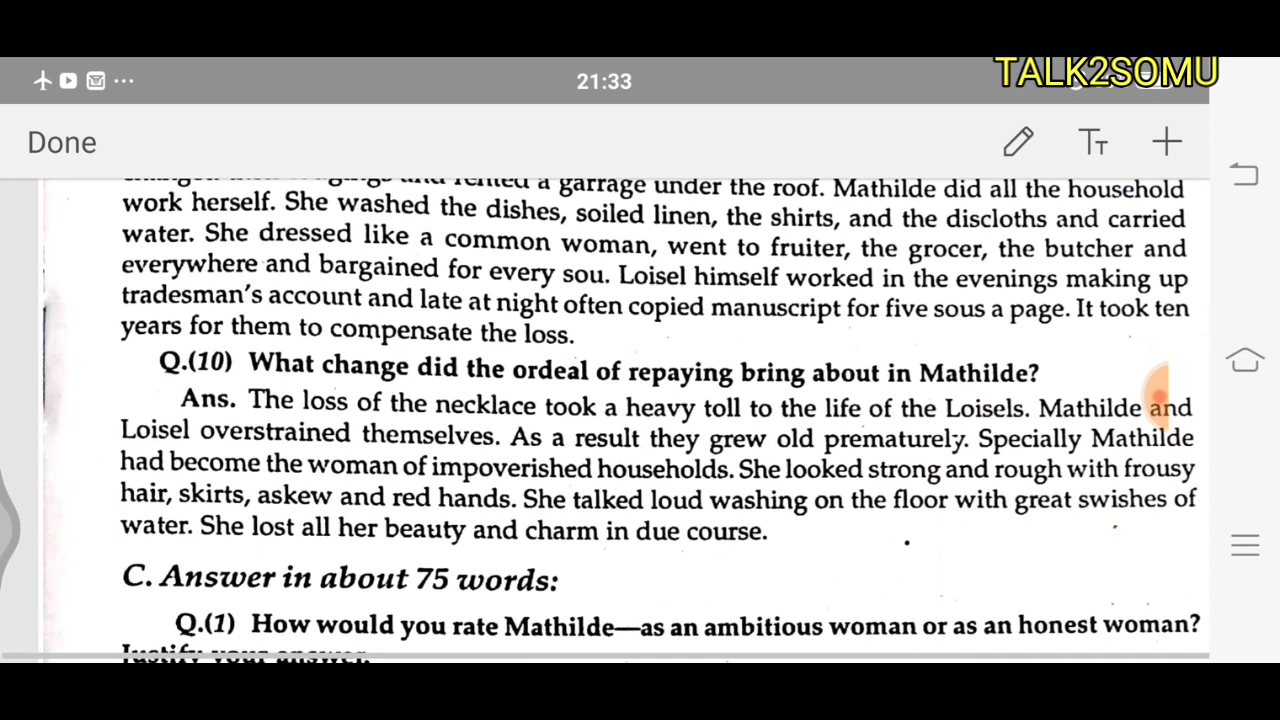 21:33
TALK2SOMU
Done
a garrage under the roof. Mathilde did all the household
work herself. She washed the dishes, soiled linen, the shirts, and the discloths and carried
water. She dressed like a common woman, went to fruiter, the grocer, the butcher and
everywhere and bargained for every sou. Loisel himself worked in the evenings making up
tradesman's account and late at night often copied manuscript for five sous a page. It took ten
years for them to compensate the loss.
Q.(10) What change did the ordeal of repaying bring about in Mathilde?
Ans. The loss of the necklace took a heavy toll to the life of the Loisels. Mathilde and
Loisel overstrained themselves. As a result they grew old prematurely. Specially Mathilde
had become the woman of impoverished households. She looked strong and rough with frousy
hair, skirts, askew and red hands. She talked loud washing on the floor with great swishes of
water. She lost all her beauty and charm in due course.
C. Answer in about 75 words:
Q.(1) How would you rate Mathilde—as an ambitious woman or as an honest woman?
Justify your answer.